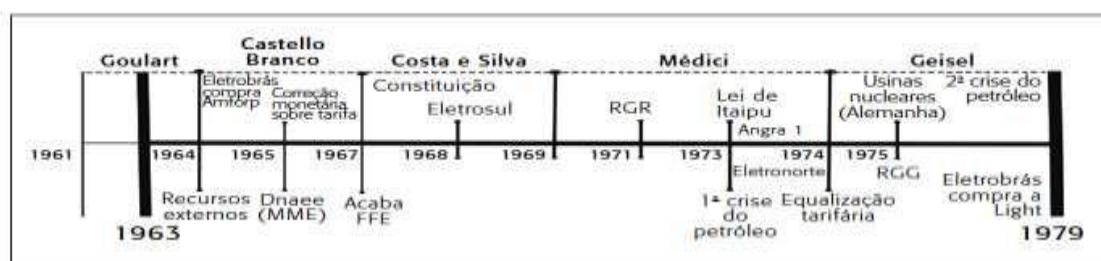 Goulart
Castello
Branco
Costa e Silva
Médici
Geisel
Eletrobrás
compra
Amforp
Correção
monetária
sobre tarifa
Constituição
Eletrosul
RGR
Lei de
Itaipu
Angra 1
Usinas
nucleares
(Alemanha)
2ª crise do
petróleo
1961
1964
1965
1967
1968
1969
1971
1973
1974
1975
Recursos
externos
Dnaee
(MME)
Acaba
FFE
Eletronorte
1ª crise
do
petróleo
Equalização
tarifária
RGG
Eletrobrás
compra a
Light
1963
1979